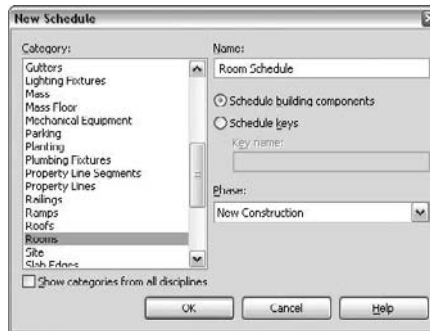 New Schedule
Category:
Gutters
Lighting Fixtures
Mass
Mass Floor
Mechanical Equipment
Parking
Planting
Plumbing Fixtures
Property Line Segments
Property Lines
Railings
Ramps
Roofs
Rooms
Site
Slab Edges
Show categories from all disciplines
Name:
Room Schedule
Schedule building components
Schedule keys
Key name:
Phase:
New Construction
OK
Cancel
Help